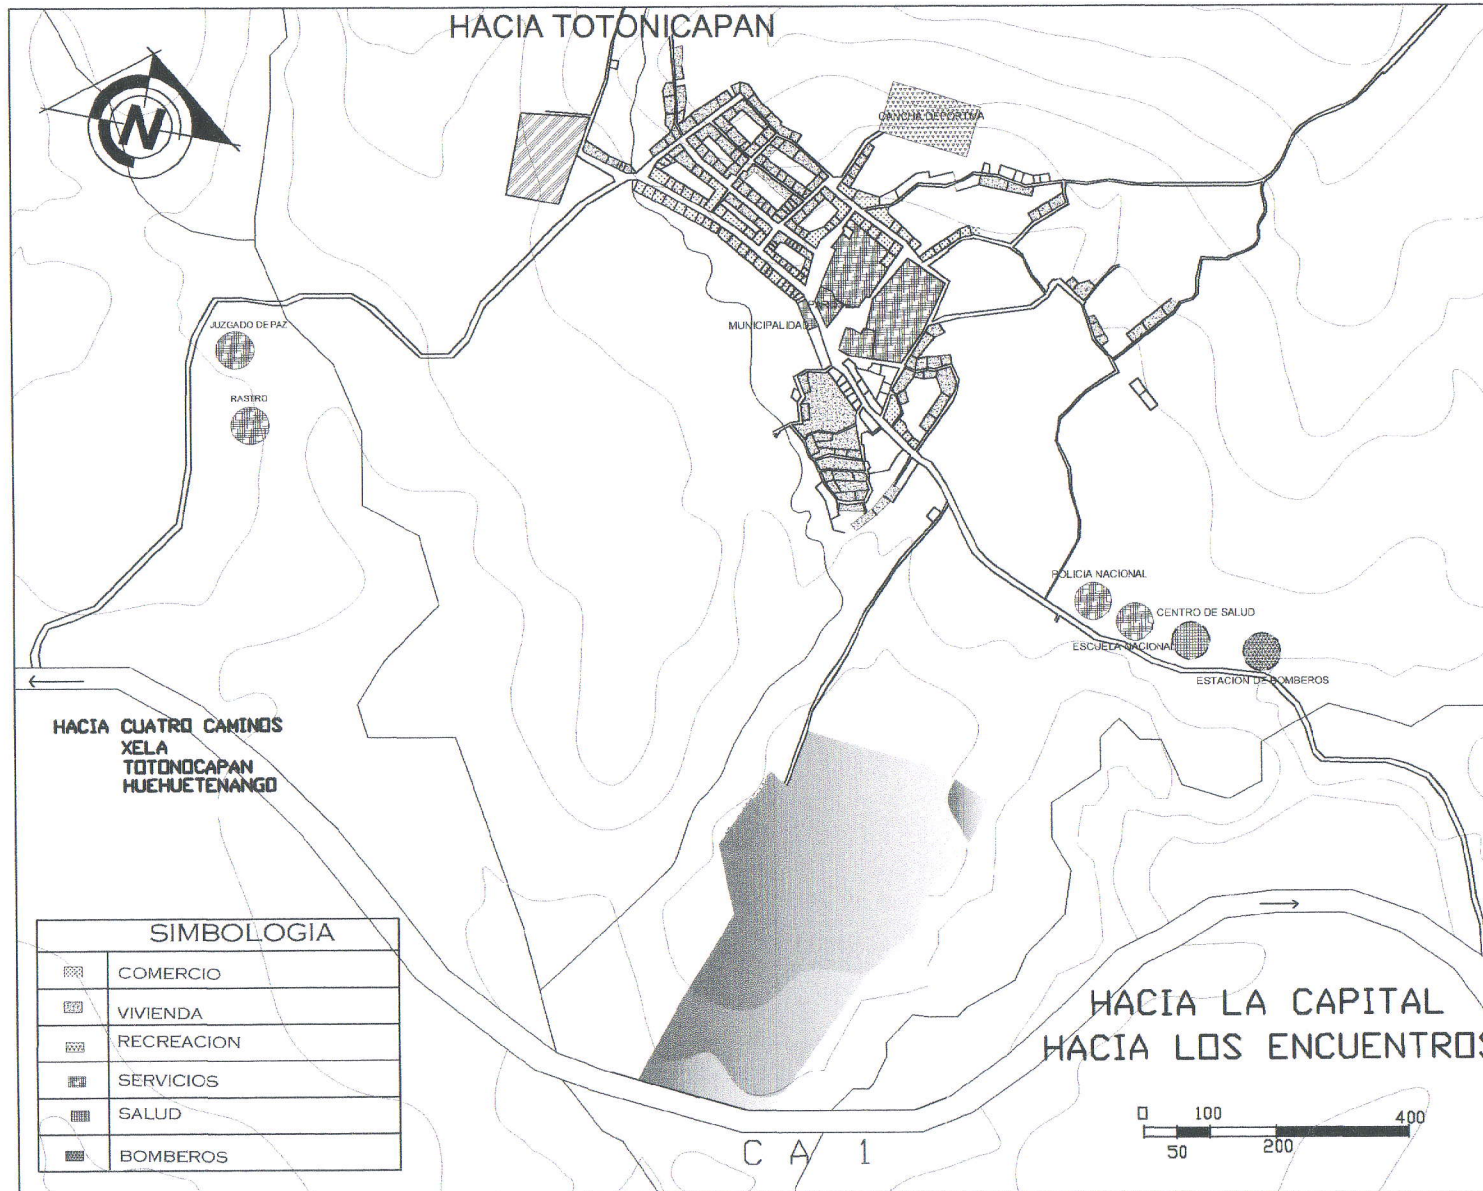 HACIA TOTONICAPAN
N
CANCHA DEPORTIVA
JUZGADO DE PAZ
MUNICIPALIDAD
RASTRO
POLICIA NACIONAL
CENTRO DE SALUD
ESCUELA NACIONAL
ESTACION DE BOMBEROS
HACIA CUATRO CAMINOS
XELA
TOTONOCAPAN
HUEHUETENANGO
SIMBOLOGIA
COMERCIO
VIVIENDA
RECREACION
SERVICIOS
SALUD
BOMBEROS
HACIA LA CAPITAL
HACIA LOS ENCUENTROS
0 100 400
50 200
CA 1